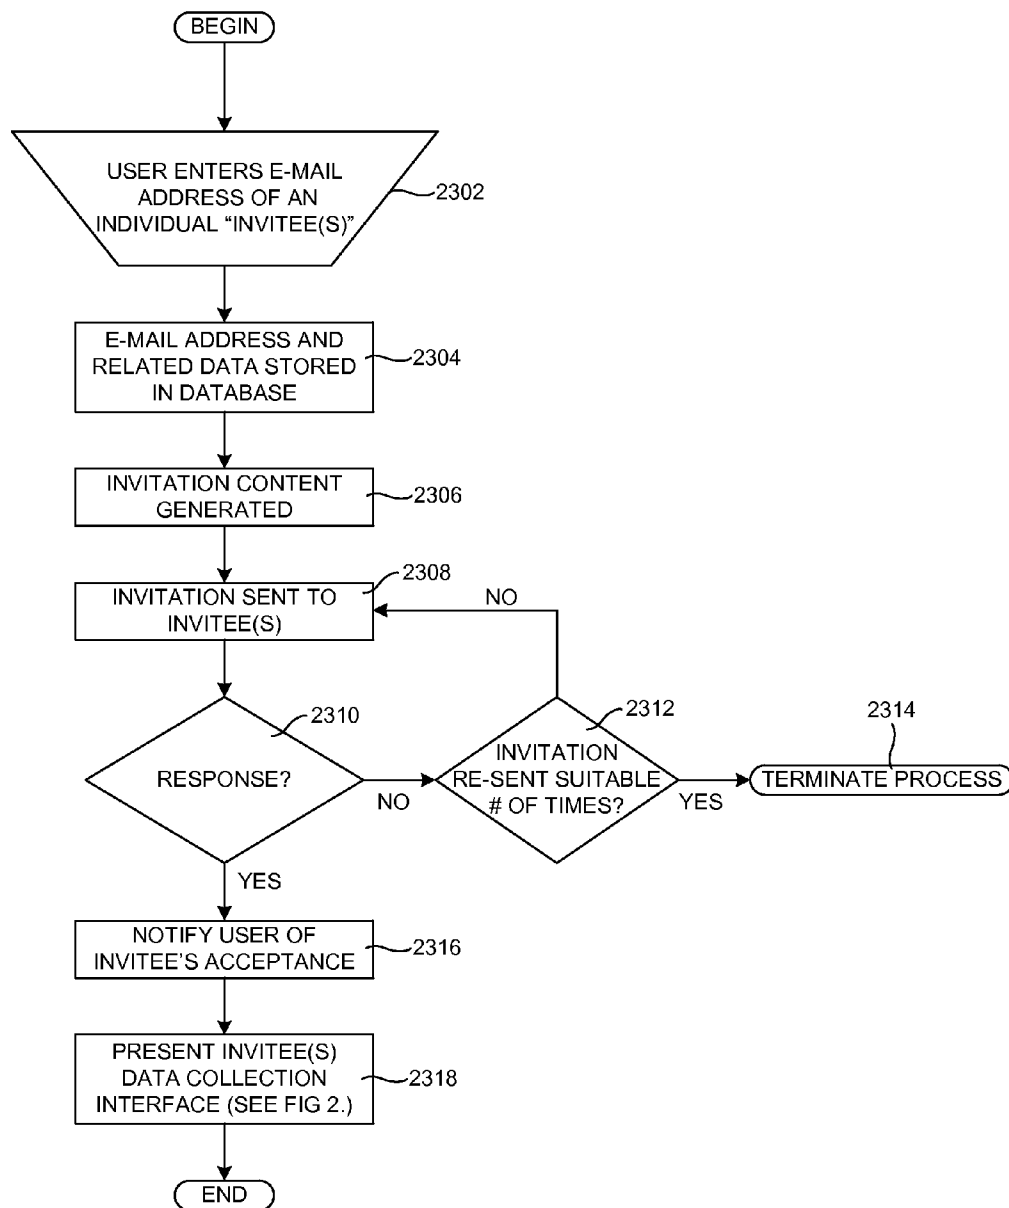 BEGIN
USER ENTERS E-MAIL
ADDRESS OF AN
INDIVIDUAL “INVITEE(S)”
2302
E-MAIL ADDRESS AND
RELATED DATA STORED
IN DATABASE
2304
INVITATION CONTENT
GENERATED
2306
INVITATION SENT TO
INVITEE(S)
2308
NO
RESPONSE?
2310
NO
INVITATION
RE-SENT SUITABLE
# OF TIMES?
2312
YES
2314
TERMINATE PROCESS
YES
NOTIFY USER OF
INVITEE’S ACCEPTANCE
2316
PRESENT INVITEE(S)
DATA COLLECTION
INTERFACE (SEE FIG 2.)
2318
END